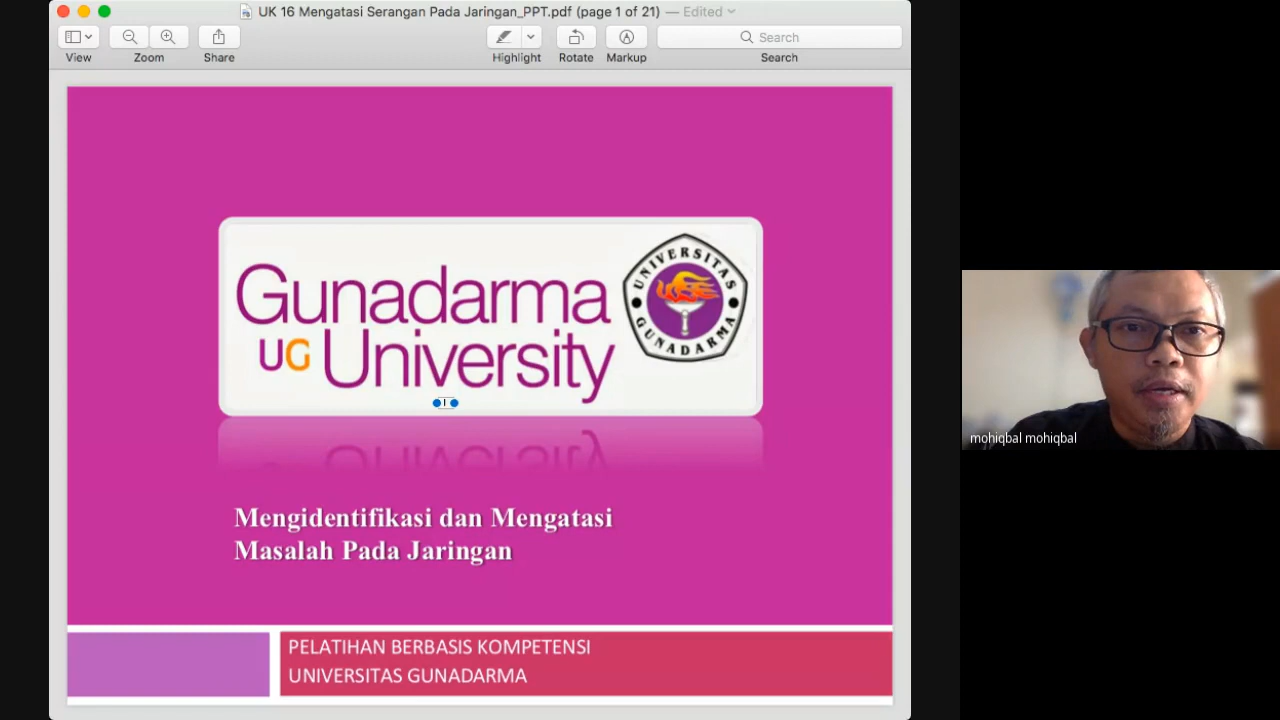 UK 16 Mengatasi Serangan Pada Jaringan_PPT.pdf (page 1 of 21) — Edited
Search
View
Zoom
Share
Highlight
Rotate
Markup
Search
Gunadarma
UG University
UNIVERSITAS
GUNADARMA
Mengidentifikasi dan Mengatasi
Masalah Pada Jaringan
PELATIHAN BERBASIS KOMPETENSI
UNIVERSITAS GUNADARMA
mohiqbal mohiqbal